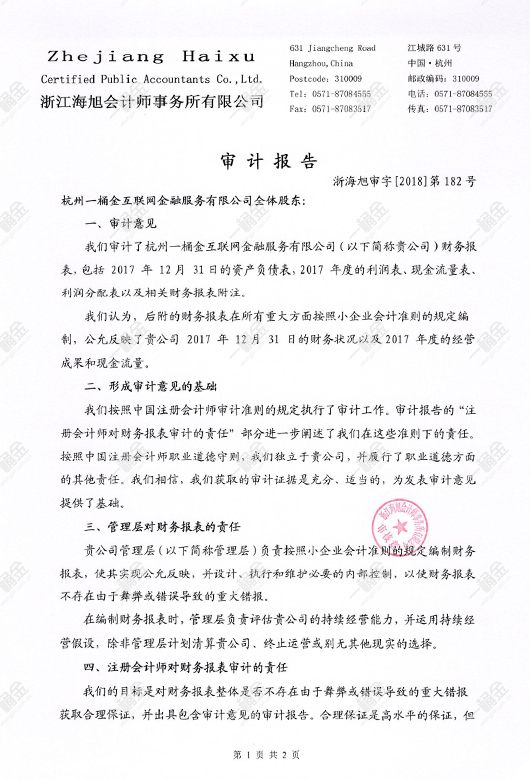 Zhejiang Haixu
Certified Public Accountants Co.,Ltd.
浙江海旭会计师事务所有限公司
631 Jiangcheng Road
Hangzhou,China
Postcode: 310009
Tel: 0571-87084555
Fax: 0571-87083517
江城路 631 号
中国·杭州
邮政编码: 310009
电话: 0571-87084555
传真: 0571-87083517
审计报告
浙海旭审字[2018]第 182 号
杭州一桶金互联网金融服务有限公司全体股东:
一、审计意见
我们审计了杭州一桶金互联网金融服务有限公司(以下简称贵公司)财务报
表,包括 2017 年 12 月 31 日的资产负债表,2017 年度的利润表、现金流量表、
利润分配表以及相关财务报表附注。
我们认为,后附的财务报表在所有重大方面按照小企业会计准则的规定编
制,公允反映了贵公司 2017 年 12 月 31 日的财务状况以及2017 年度的经营
成果和现金流量。
二、形成审计意见的基础
我们按照中国注册会计师审计准则的规定执行了审计工作。审计报告的“注
册会计师对财务报表审计的责任”部分进一步阐述了我们在这些准则下的责任。
按照中国注册会计师职业道德守则,我们独立于贵公司,并履行了职业道德方面
的其他责任。我们相信,我们获取的审计证据是充分、适当的,为发表审计意见
提供了基础。
三、管理层对财务报表的责任
贵公司管理层(以下简称管理层)负责按照小企业会计准则的规定编制财务
报表,使其实现公允反映,并设计、执行和维护必要的内部控制,以使财务报表
不存在由于舞弊或错误导致的重大错报。
在编制财务报表时,管理层负责评估贵公司的持续经营能力,并运用持续经
营假设,除非管理层计划清算贵公司、终止运营或别无其他现实的选择。
四、注册会计师对财务报表审计的责任
我们的目标是对财务报表整体是否不存在由于舞弊或错误导致的重大错报
获取合理保证,并出具包含审计意见的审计报告。合理保证是高水平的保证,但
第 1 页 共 2 页